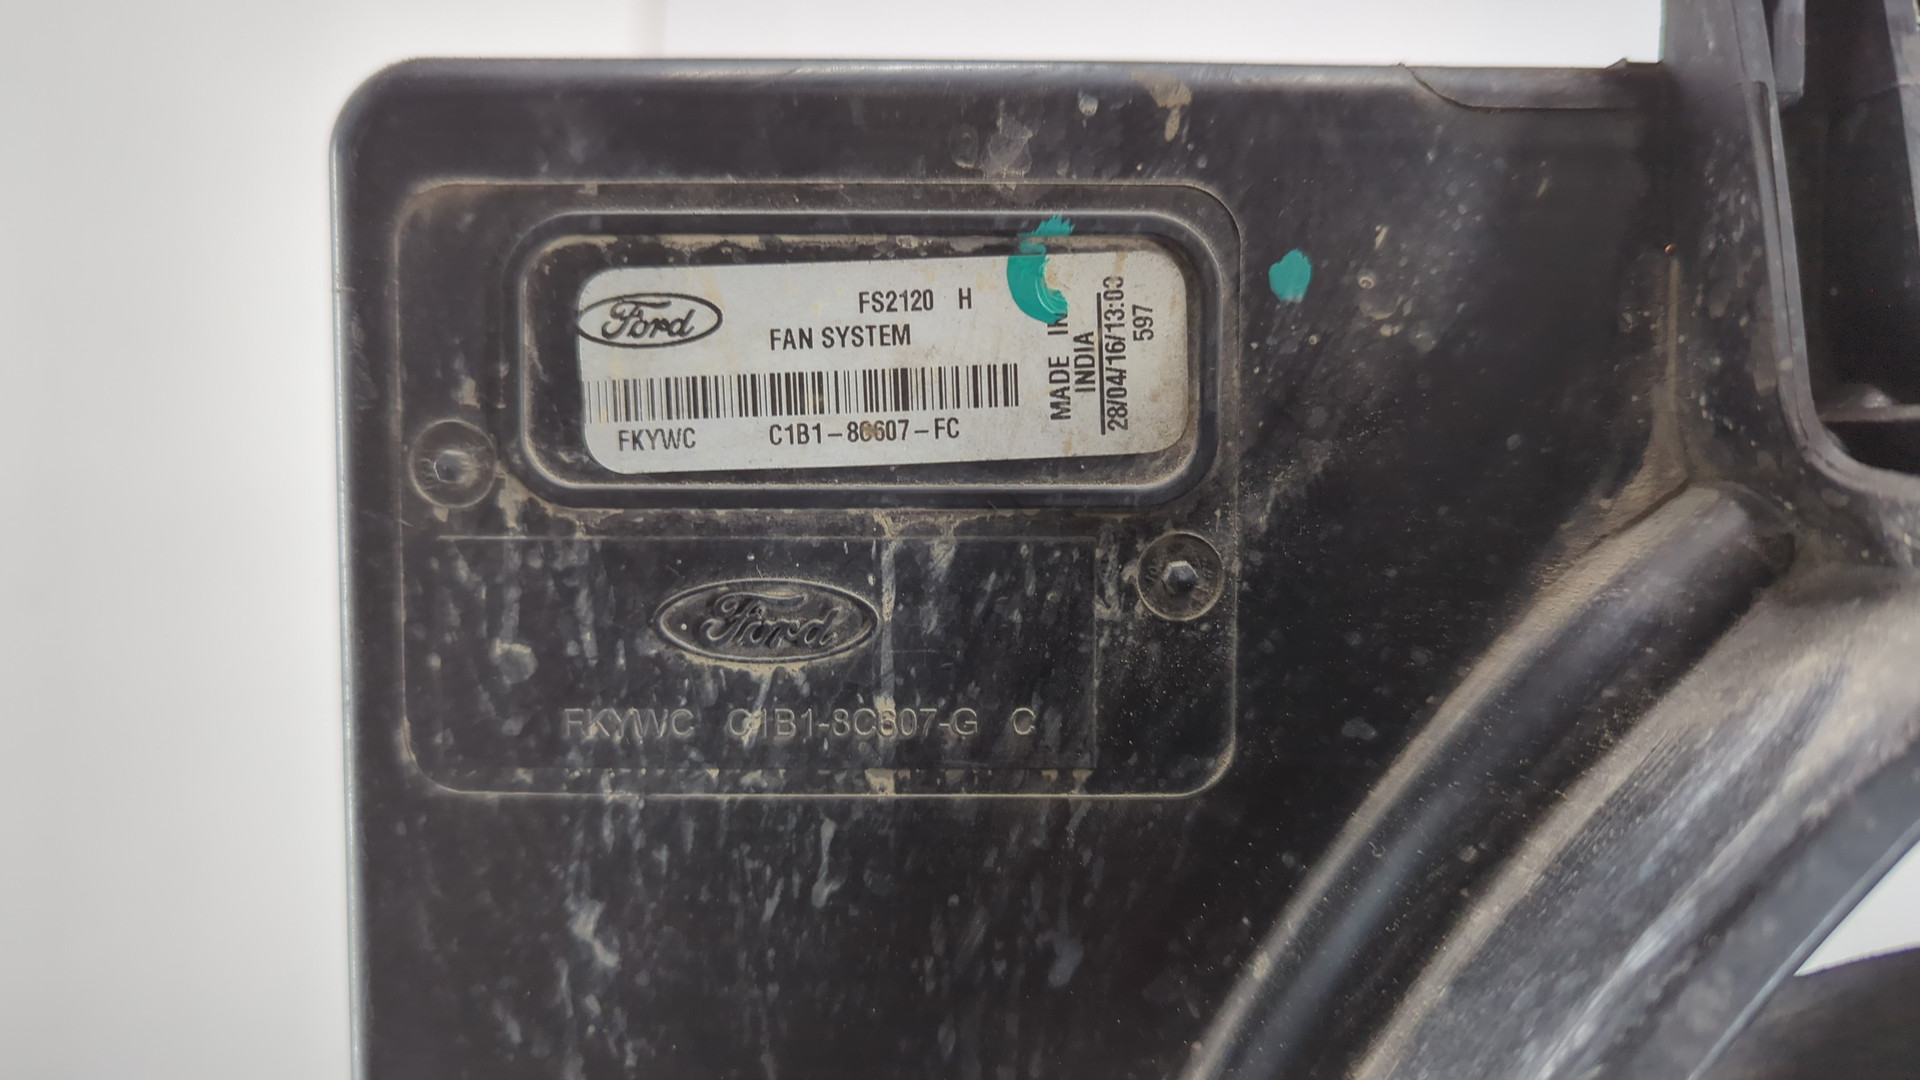 Ford
FS2120 H
FAN SYSTEM
FKYWC C1B1-8C607-FC
MADE IN
INDIA
28/04/16/13:03
597
Ford
FKYWC C1B1-8C607-G C